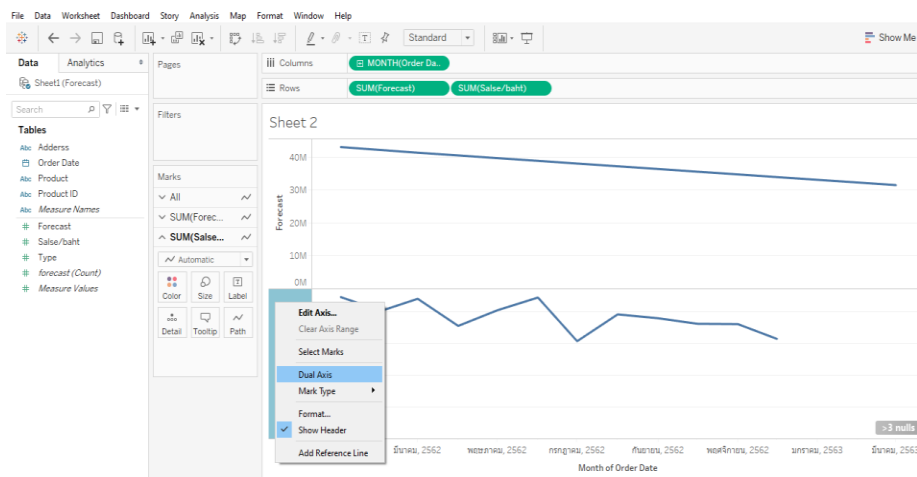 File Data Worksheet Dashboard Story Analysis Map Format Window Help
Standard
Show Me
Data Analytics
Pages
Columns
MONTH(Order Da..
Sheet1 (Forecast)
Rows
SUM(Forecast)
SUM(Salse/baht)
Search
Filters
Tables
Abc Adderss
Order Date
Abc Product
Abc Product ID
Abc Measure Names
# Forecast
# Salse/baht
# Type
# forecast (Count)
# Measure Values
Marks
All
SUM(Forec...
SUM(Salse...
Automatic
Color Size Label
Detail Tooltip Path
Sheet 2
Forecast
40M
30M
20M
10M
0M
Edit Axis...
Clear Axis Range
Select Marks
Dual Axis
Mark Type
Format...
Show Header
Add Reference Line
>3 nulls
มีนาคม, 2562 พฤษภาคม, 2562 กรกฎาคม, 2562 กันยายน, 2562 พฤศจิกายน, 2562 มกราคม, 2563 มีนาคม, 2563
Month of Order Date